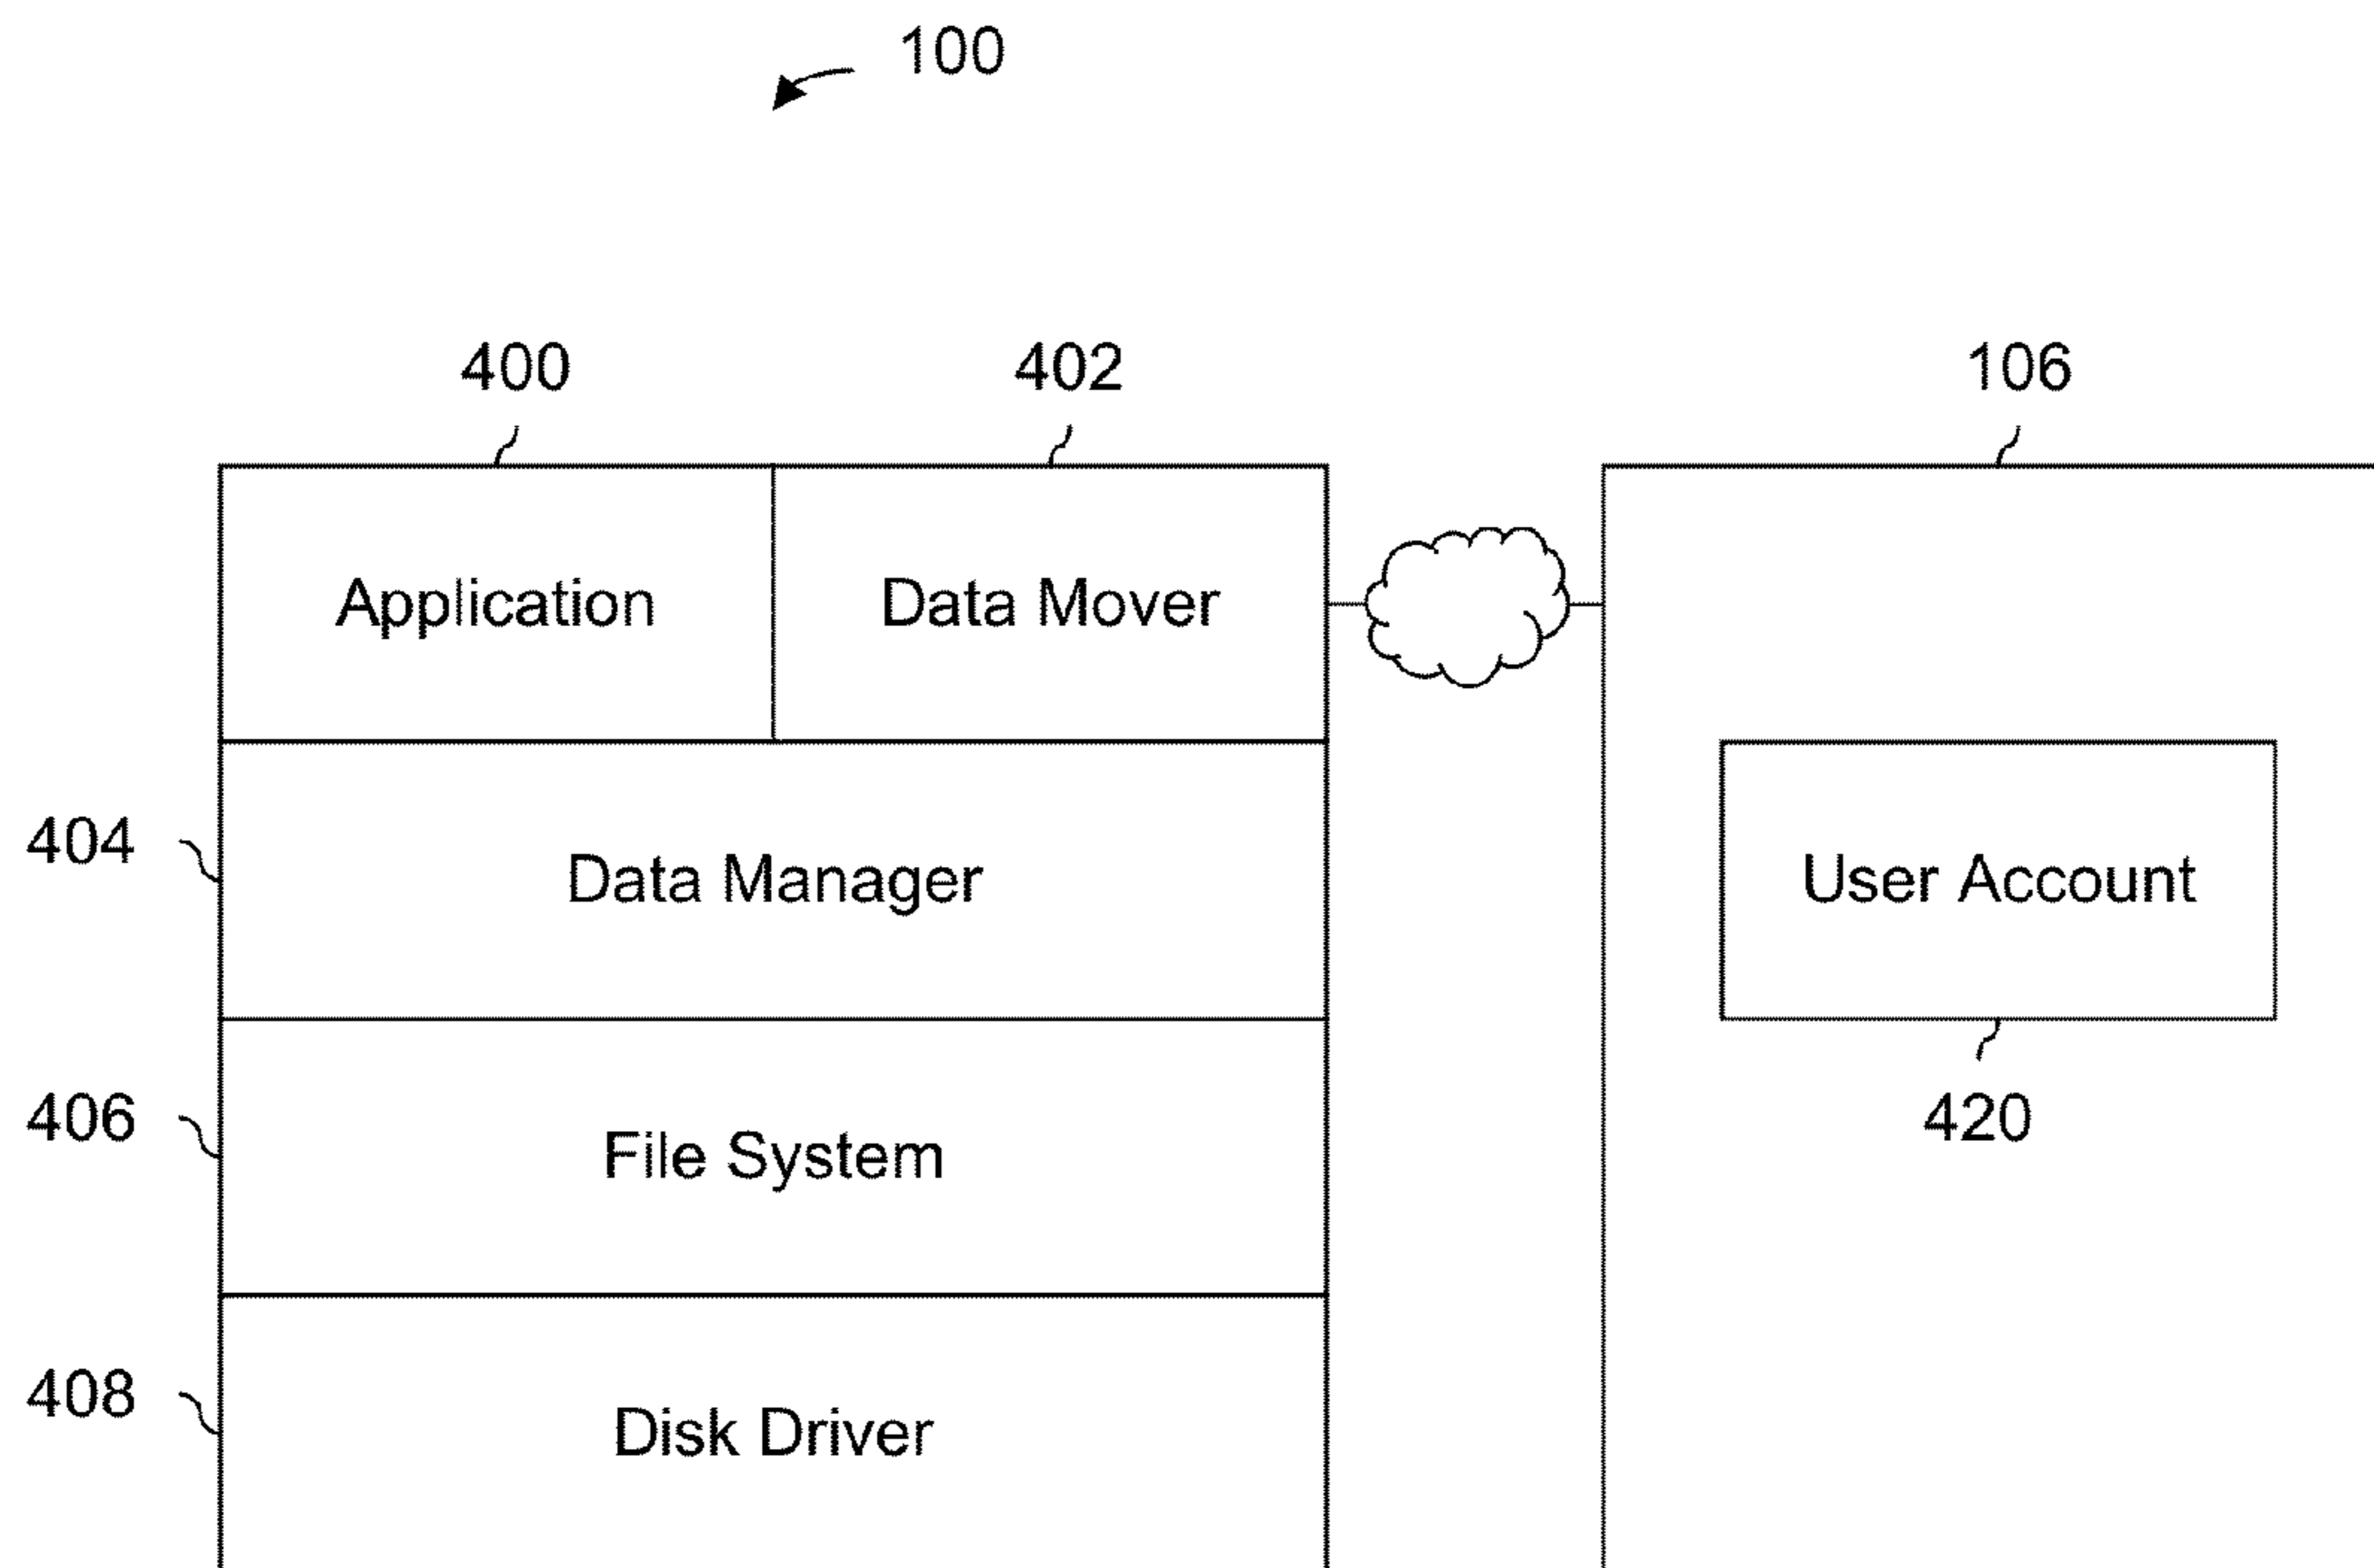 100
400
402
106
Application
Data Mover
404
Data Manager
User Account
406
File System
420
408
Disk Driver